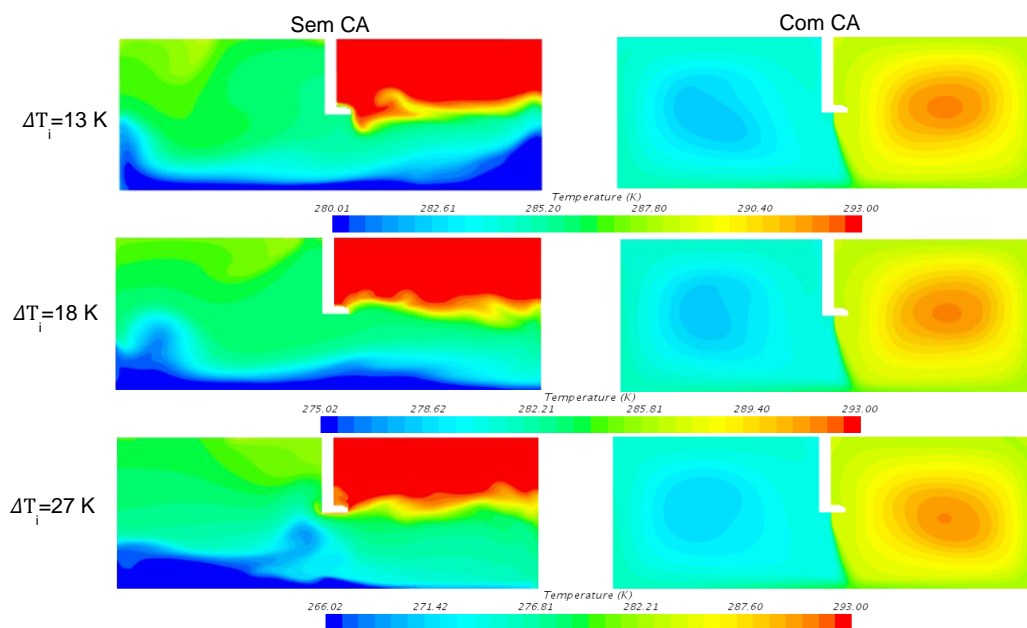 Sem CA Com CA
ΔTi=13 K
Temperature (K)
280.01 282.61 285.20 287.80 290.40 293.00
ΔTi=18 K
Temperature (K)
275.02 278.62 282.21 285.81 289.40 293.00
ΔTi=27 K
Temperature (K)
266.02 271.42 276.81 282.21 287.60 293.00